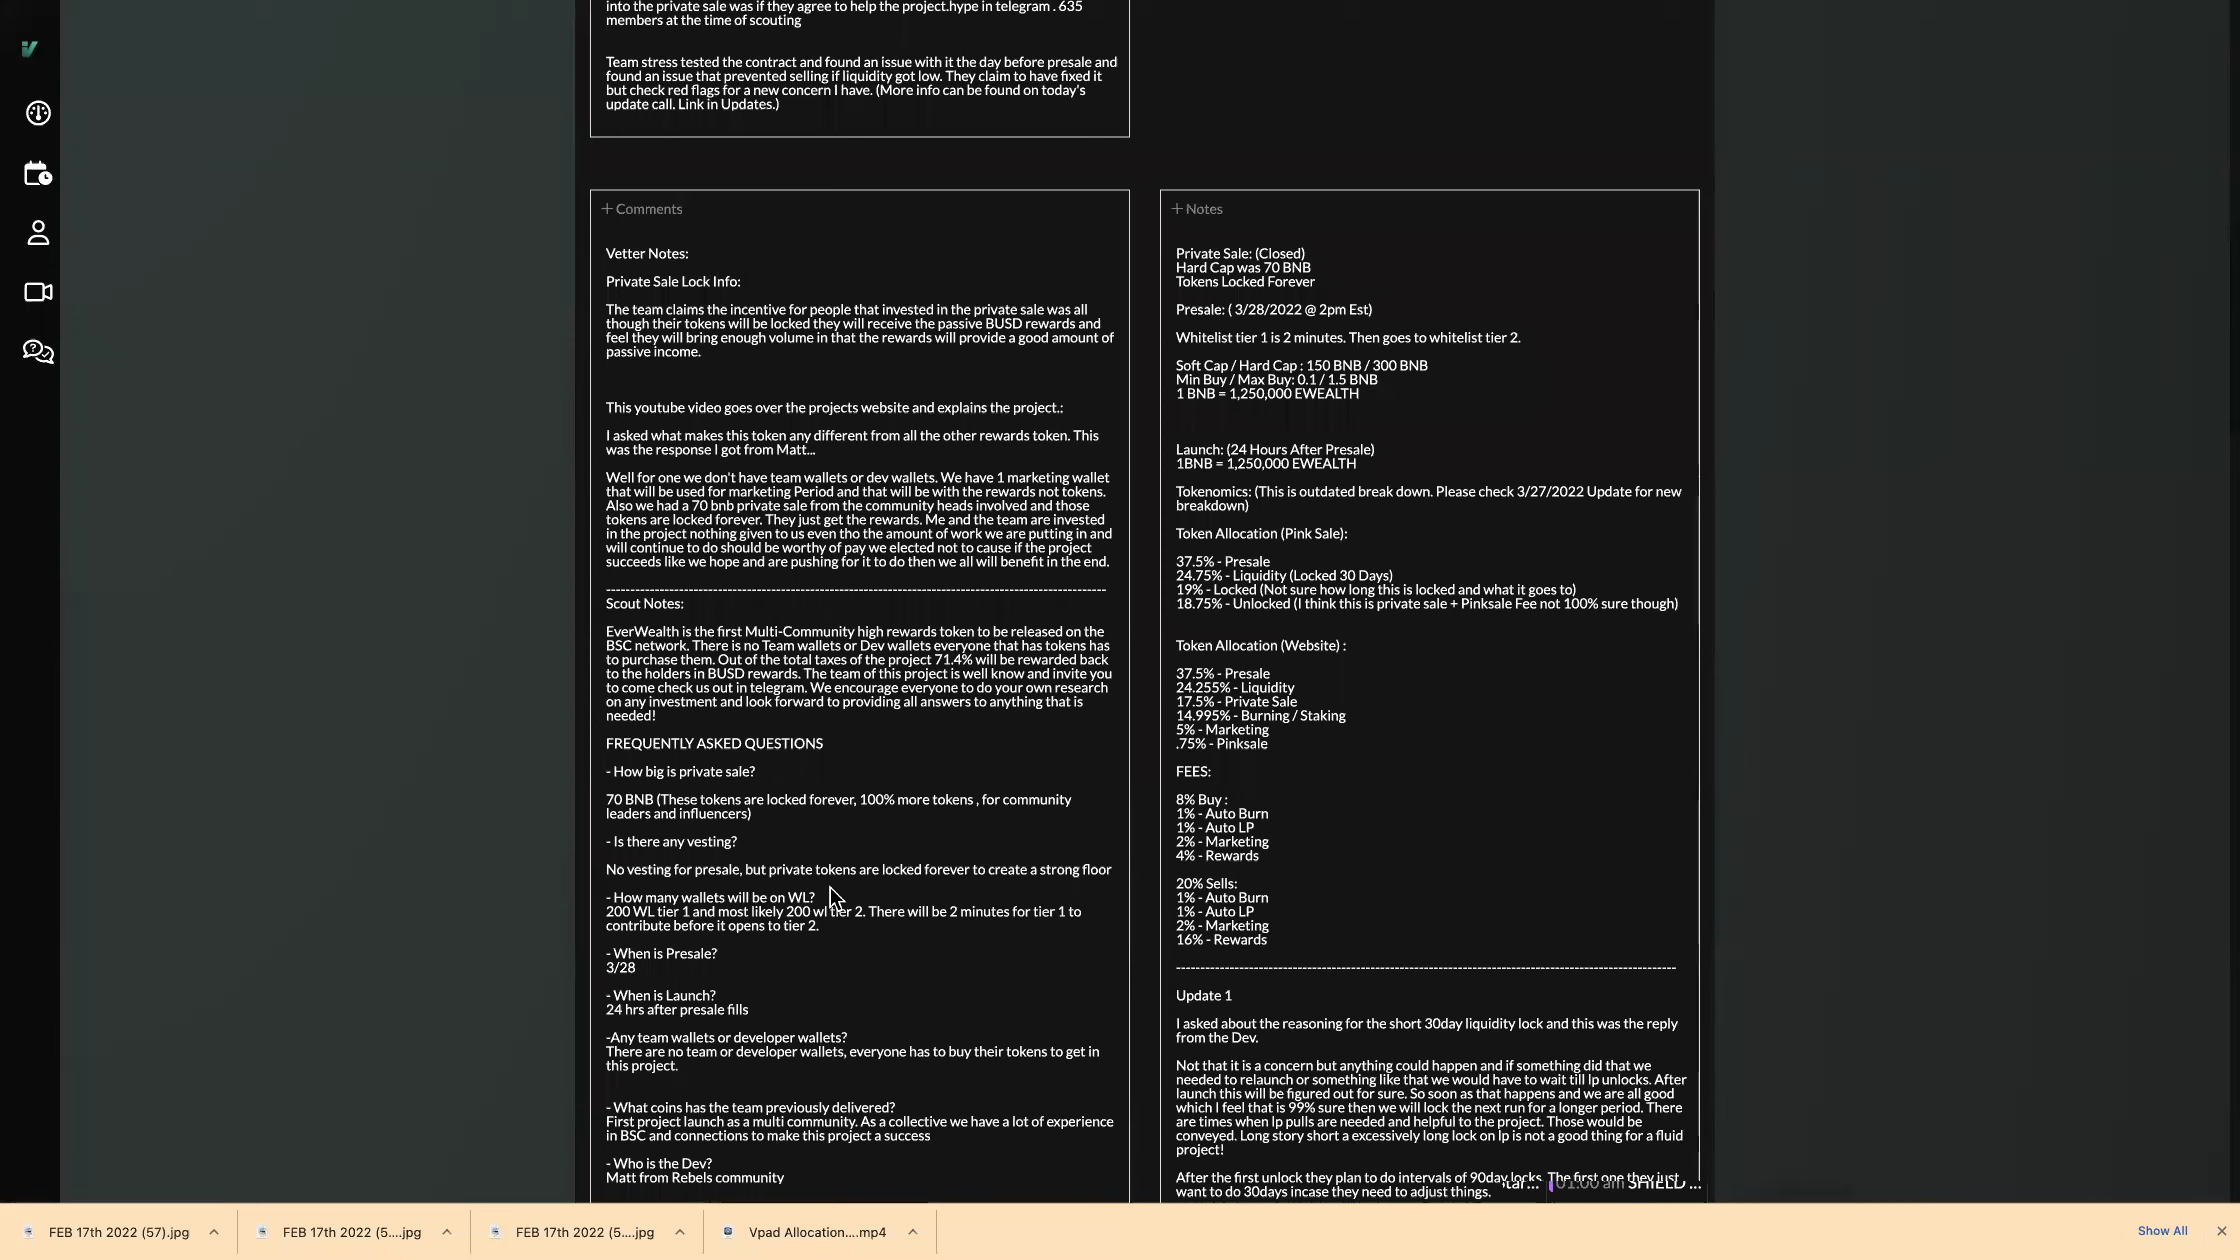 into the private sale was if they agree to help the project.hype in telegram . 635
members at the time of scouting
Team stress tested the contract and found an issue with it the day before presale and
found an issue that prevented selling if liquidity got low. They claim to have fixed it
but check red flags for a new concern I have. (More info can be found on today's
update call. Link in Updates.)
+ Comments
Vetter Notes:
Private Sale Lock Info:
The team claims the incentive for people that invested in the private sale was all
though their tokens will be locked they will receive the passive BUSD rewards and
feel they will bring enough volume in that the rewards will provide a good amount of
passive income.
This youtube video goes over the projects website and explains the project.:
I asked what makes this token any different from all the other rewards token. This
was the response I got from Matt...
Well for one we don't have team wallets or dev wallets. We have 1 marketing wallet
that will be used for marketing Period and that will be with the rewards not tokens.
Also we had a 70 bnb private sale from the community heads involved and those
tokens are locked forever. They just get the rewards. Me and the team are invested
in the project nothing given to us even tho the amount of work we are putting in and
will continue to do should be worthy of pay we elected not to cause if the project
succeeds like we hope and are pushing for it to do then we all will benefit in the end.
----------------------------------------------------------------------------------------------------
Scout Notes:
EverWealth is the first Multi-Community high rewards token to be released on the
BSC network. There is no Team wallets or Dev wallets everyone that has tokens has
to purchase them. Out of the total taxes of the project 71.4% will be rewarded back
to the holders in BUSD rewards. The team of this project is well know and invite you
to come check us out in telegram. We encourage everyone to do your own research
on any investment and look forward to providing all answers to anything that is
needed!
FREQUENTLY ASKED QUESTIONS
- How big is private sale?
70 BNB (These tokens are locked forever, 100% more tokens , for community
leaders and influencers)
- Is there any vesting?
No vesting for presale, but private tokens are locked forever to create a strong floor
- How many wallets will be on WL?
200 WL tier 1 and most likely 200 wl tier 2. There will be 2 minutes for tier 1 to
contribute before it opens to tier 2.
- When is Presale?
3/28
- When is Launch?
24 hrs after presale fills
-Any team wallets or developer wallets?
There are no team or developer wallets, everyone has to buy their tokens to get in
this project.
- What coins has the team previously delivered?
First project launch as a multi community. As a collective we have a lot of experience
in BSC and connections to make this project a success
- Who is the Dev?
Matt from Rebels community
+ Notes
Private Sale: (Closed)
Hard Cap was 70 BNB
Tokens Locked Forever
Presale: ( 3/28/2022 @ 2pm Est)
Whitelist tier 1 is 2 minutes. Then goes to whitelist tier 2.
Soft Cap / Hard Cap : 150 BNB / 300 BNB
Min Buy / Max Buy: 0.1 / 1.5 BNB
1 BNB = 1,250,000 EWEALTH
Launch: (24 Hours After Presale)
1BNB = 1,250,000 EWEALTH
Tokenomics: (This is outdated break down. Please check 3/27/2022 Update for new
breakdown)
Token Allocation (Pink Sale):
37.5% - Presale
24.75% - Liquidity (Locked 30 Days)
19% - Locked (Not sure how long this is locked and what it goes to)
18.75% - Unlocked (I think this is private sale + Pinksale Fee not 100% sure though)
Token Allocation (Website) :
37.5% - Presale
24.255% - Liquidity
17.5% - Private Sale
14.995% - Burning / Staking
5% - Marketing
.75% - Pinksale
FEES:
8% Buy :
1% - Auto Burn
1% - Auto LP
2% - Marketing
4% - Rewards
20% Sells:
1% - Auto Burn
1% - Auto LP
2% - Marketing
16% - Rewards
----------------------------------------------------------------------------------------------------
Update 1
I asked about the reasoning for the short 30day liquidity lock and this was the reply
from the Dev.
Not that it is a concern but anything could happen and if something did that we
needed to relaunch or something like that we would have to wait till lp unlocks. After
launch this will be figured out for sure. So soon as that happens and we are all good
which I feel that is 99% sure then we will lock the next run for a longer period. There
are times when lp pulls are needed and helpful to the project. Those would be
conveyed. Long story short a excessively long lock on lp is not a good thing for a fluid
project!
After the first unlock they plan to do intervals of 90day locks. The first one they just
want to do 30days incase they need to adjust things.
01:00 am SHIELD ...
FEB 17th 2022 (57).jpg
FEB 17th 2022 (5....jpg
FEB 17th 2022 (5....jpg
Vpad Allocation....mp4
Show All